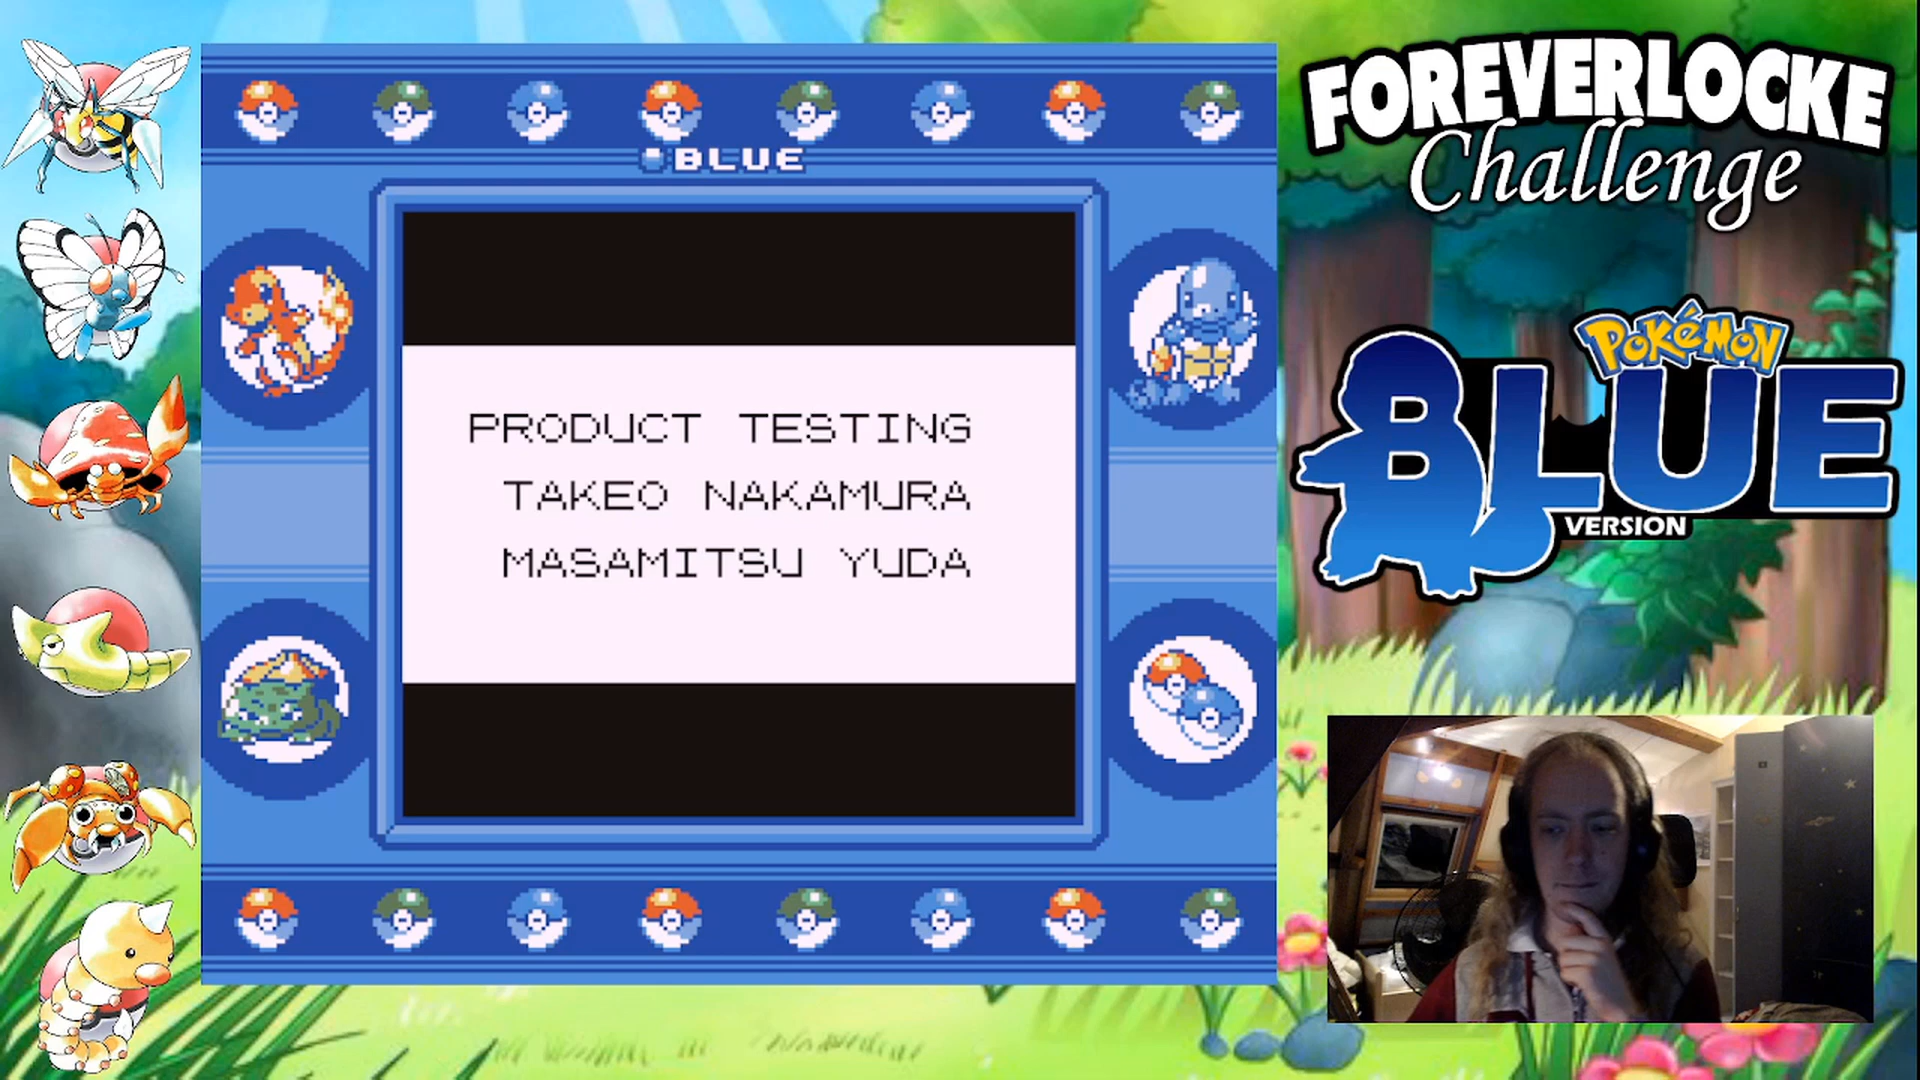 BLUE
PRODUCT TESTING
TAKEO NAKAMURA
MASAMITSU YUDA
FOREVERLOCKE
Challenge
POKéMON
BLUE
VERSION